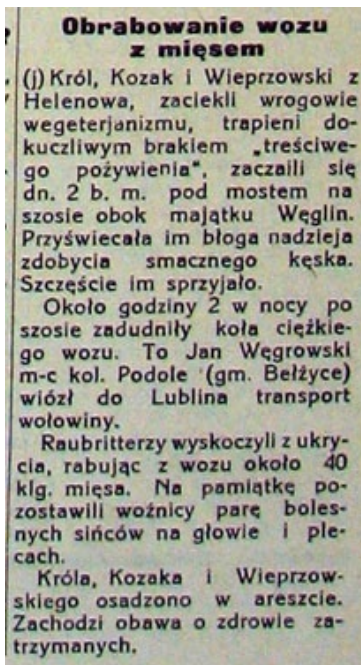 Obrabowanie wozu
z mięsem
(j) Król, Kozak i Wieprzowski z
Helenowa, zaciekli wrogowie
wegeterjanizmu, trapieni do-
kuczliwym brakiem „treściwe-
go pożywienia", zaczaili się
dn. 2 b. m. pod mostem na
szosie obok majątku Węglin.
Przyświecała im błoga nadzieja
zdobycia smacznego kęska.
Szczęście im sprzyjało.
Około godziny 2 w nocy po
szosie zadudniły koła ciężkie-
go wozu. To Jan Węgrowski
m-c kol. Podole (gm. Bełżyce)
wiózł do Lublina transport
wołowiny.
Raubritterzy wyskoczyli z ukry-
cia, rabując z wozu około 40
klg. mięsa. Na pamiątkę po-
zostawili woźnicy parę boles-
nych sińców na głowie i ple-
cach.
Króla, Kozaka i Wieprzow-
skiego osadzono w areszcie.
Zachodzi obawa o zdrowie za-
trzymanych.